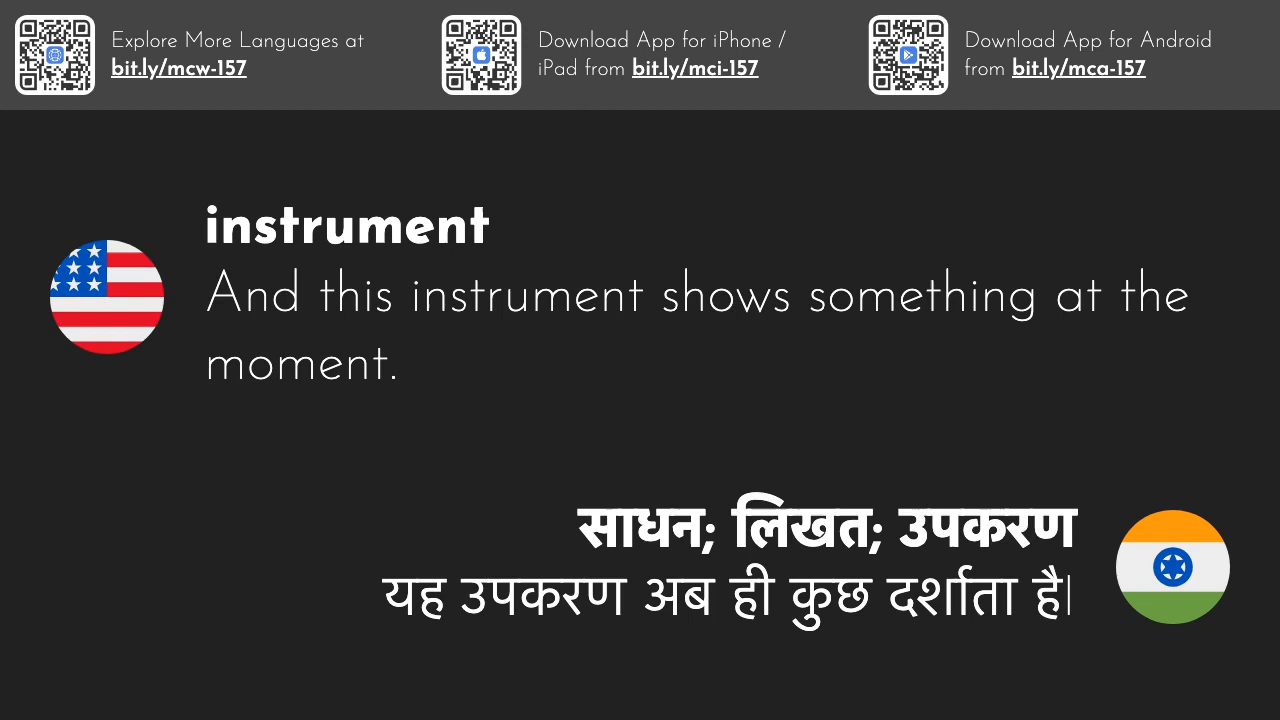 Explore More Languages at
bit.ly/mcw-157
Download App for iPhone /
iPad from bit.ly/mci-157
Download App for Android
from bit.ly/mca-157
instrument
And this instrument shows something at the
moment.
साधन; लिखत; उपकरण
यह उपकरण अब ही कुछ दर्शाता है।